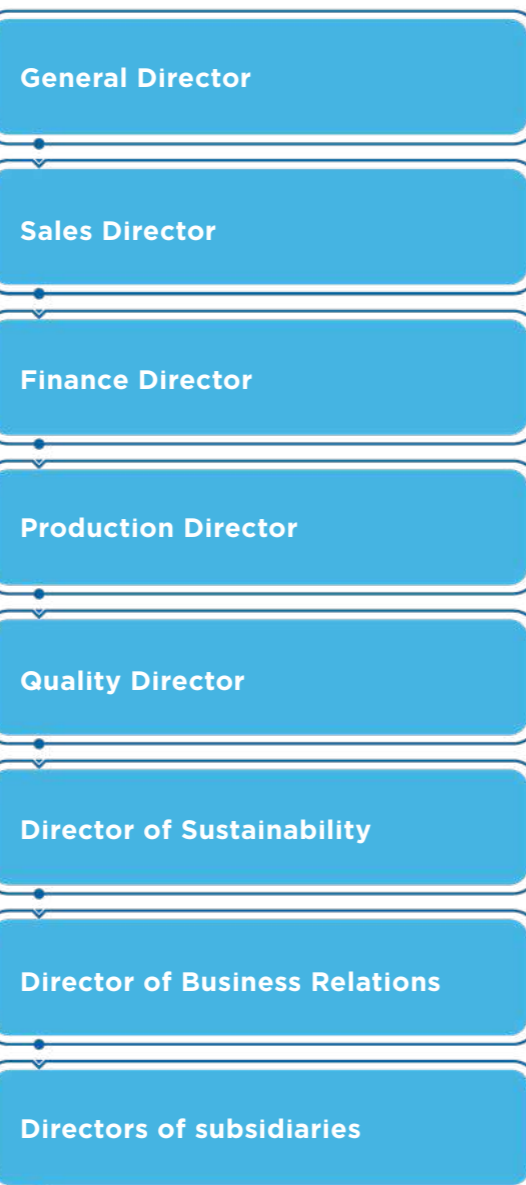 General Director
Sales Director
Finance Director
Production Director
Quality Director
Director of Sustainability
Director of Business Relations
Directors of subsidiaries